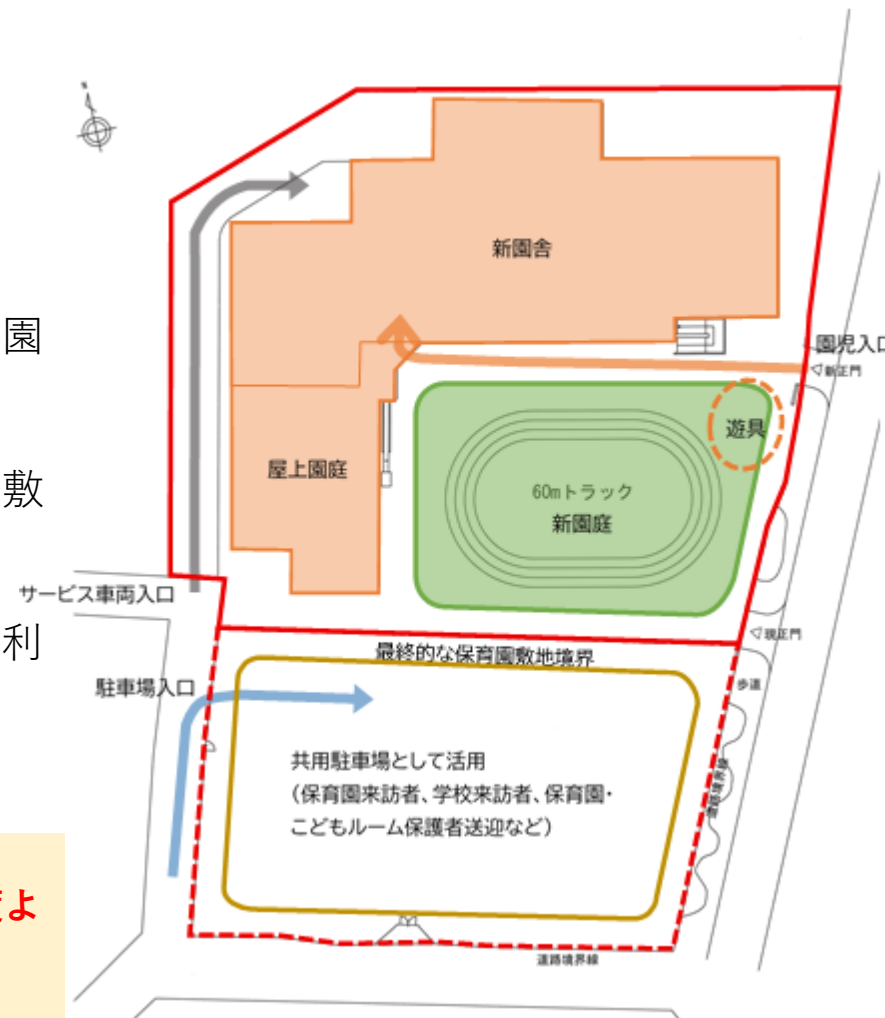 N
新園舎
園
園児入口
◁新正門
遊具
屋上園庭
60mトラック
新園庭
敷
サービス車両入口
利
◁現正門
最終的な保育園敷地境界
歩道
駐車場入口
共用駐車場として活用
（保育園来訪者、学校来訪者、保育園・
こどもルーム保護者送迎など）
道路境界線
よ
道路境界線